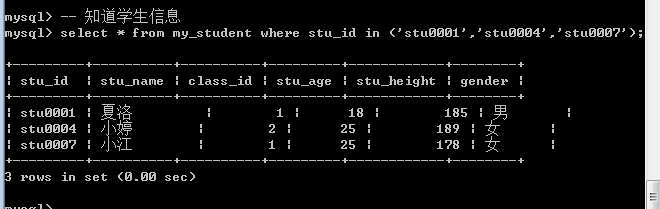 mysql> -- 知道学生信息
mysql> select * from my_student where stu_id in ('stu0001','stu0004','stu0007');
+---------+----------+----------+---------+------------+--------+
| stu_id | stu_name | class_id | stu_age | stu_height | gender |
+---------+----------+----------+---------+------------+--------+
| stu0001 | 夏洛 | 1 | 18 | 185 | 男 |
| stu0004 | 小婷 | 2 | 25 | 189 | 女 |
| stu0007 | 小江 | 1 | 25 | 178 | 女 |
+---------+----------+----------+---------+------------+--------+
3 rows in set (0.00 sec)
mysql>